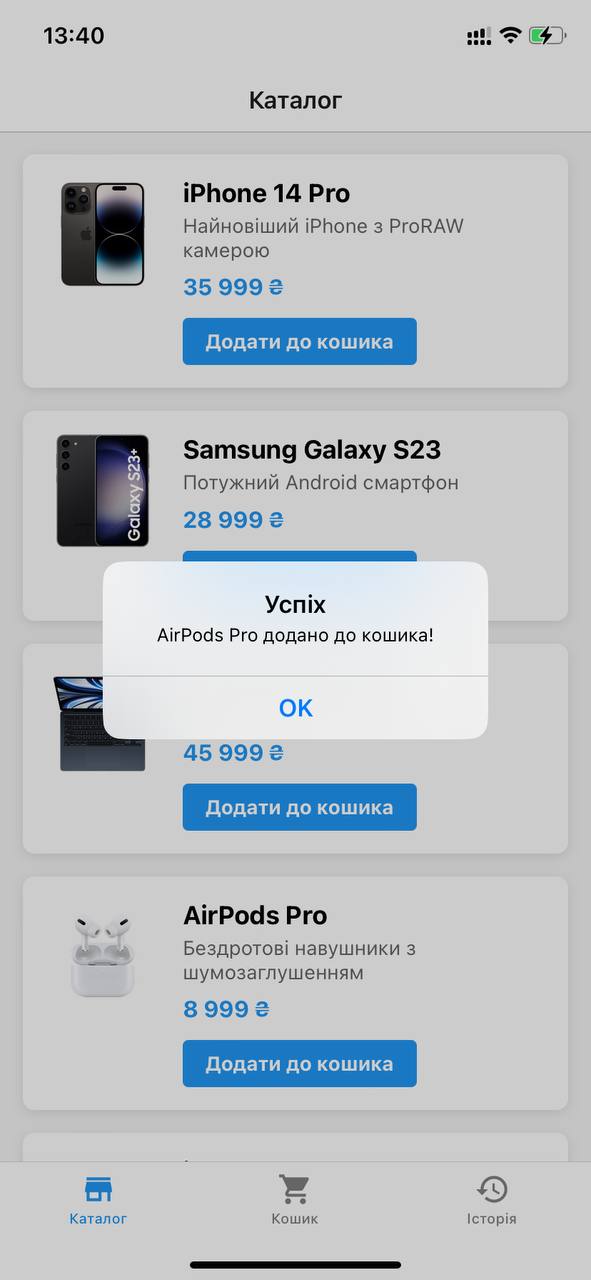 13:40
Каталог
iPhone 14 Pro
Найновіший iPhone з ProRAW
камерою
35 999 ₴
Додати до кошика
Galaxy S23+
Samsung Galaxy S23
Потужний Android смартфон
28 999 ₴
Успіх
AirPods Pro додано до кошика!
OK
45 999 ₴
Додати до кошика
AirPods Pro
Бездротові навушники з
шумозаглушенням
8 999 ₴
Додати до кошика
Каталог
Кошик
Історія